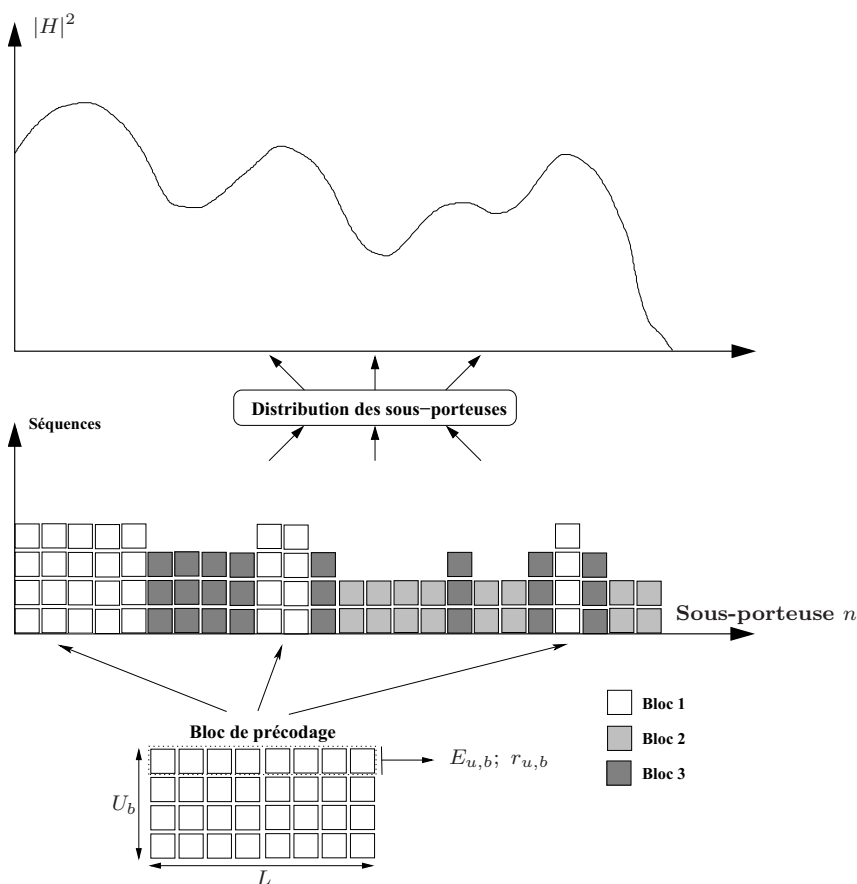 |H|²
Distribution des sous−porteuses
Séquences
Sous-porteuse n
Bloc 1
Bloc 2
Bloc 3
Bloc de précodage
E_{u,b}; r_{u,b}
U_b
L